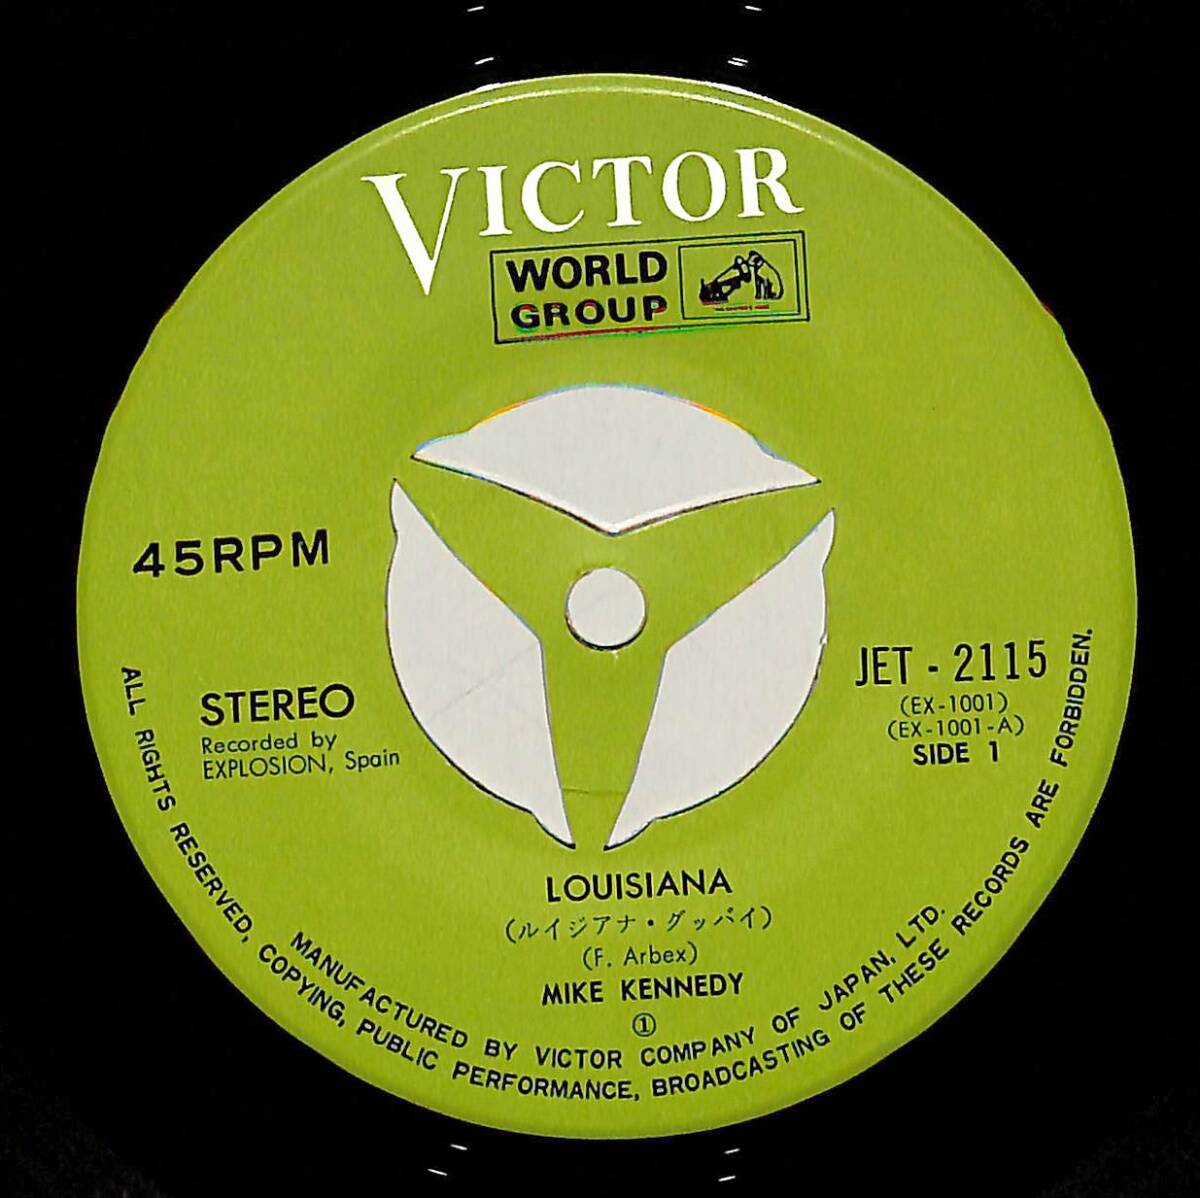 VICTOR
WORLD
GROUP
45RPM
STEREO
Recorded by
EXPLOSION, Spain
JET - 2115
(EX-1001)
(EX-1001-A)
SIDE 1
LOUISIANA
(ルイジアナ・グッバイ)
(F. Arbex)
MIKE KENNEDY
①
MANUFACTURED BY VICTOR COMPANY OF JAPAN, LTD.
ALL RIGHTS RESERVED, COPYING, PUBLIC PERFORMANCE, BROADCASTING OF THESE RECORDS ARE FORBIDDEN.